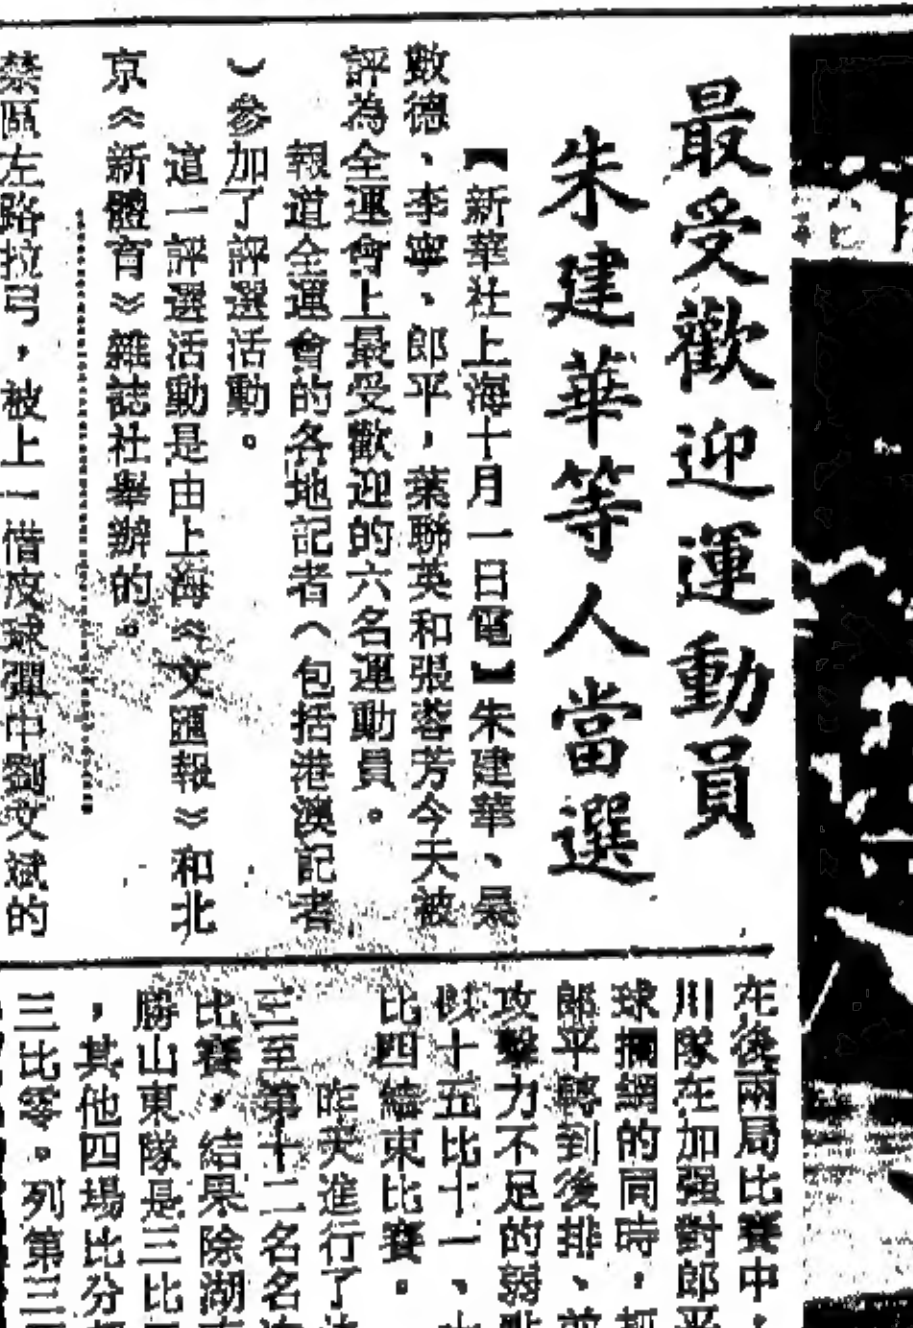 最受歡迎運動員
朱建華等人當選
【新華社上海十月一日電】朱建華、吳
數德、李寧、郎平，葉聯英和張蓉芳今天被
評為全運會上最受歡迎的六名運動員。
報道全運會的各地記者（包括港澳記者
）參加了評選活動。
這一評選活動是由上海《文匯報》和北
京《新體育》雜誌社舉辦的。
禁區左路拉弓，被上一借皮球彈中劉文斌的
在後兩局比賽中，
川隊在加强對郎平
球攔網的同時，
郎平轉到後排、前
攻擊力不足的弱點
以十五比十一、十
比四結束比賽。
昨天進行了
三至第十二名名次
比賽，結果除湖南
勝山東隊是三比
，其他四場比分
三比零。列第三